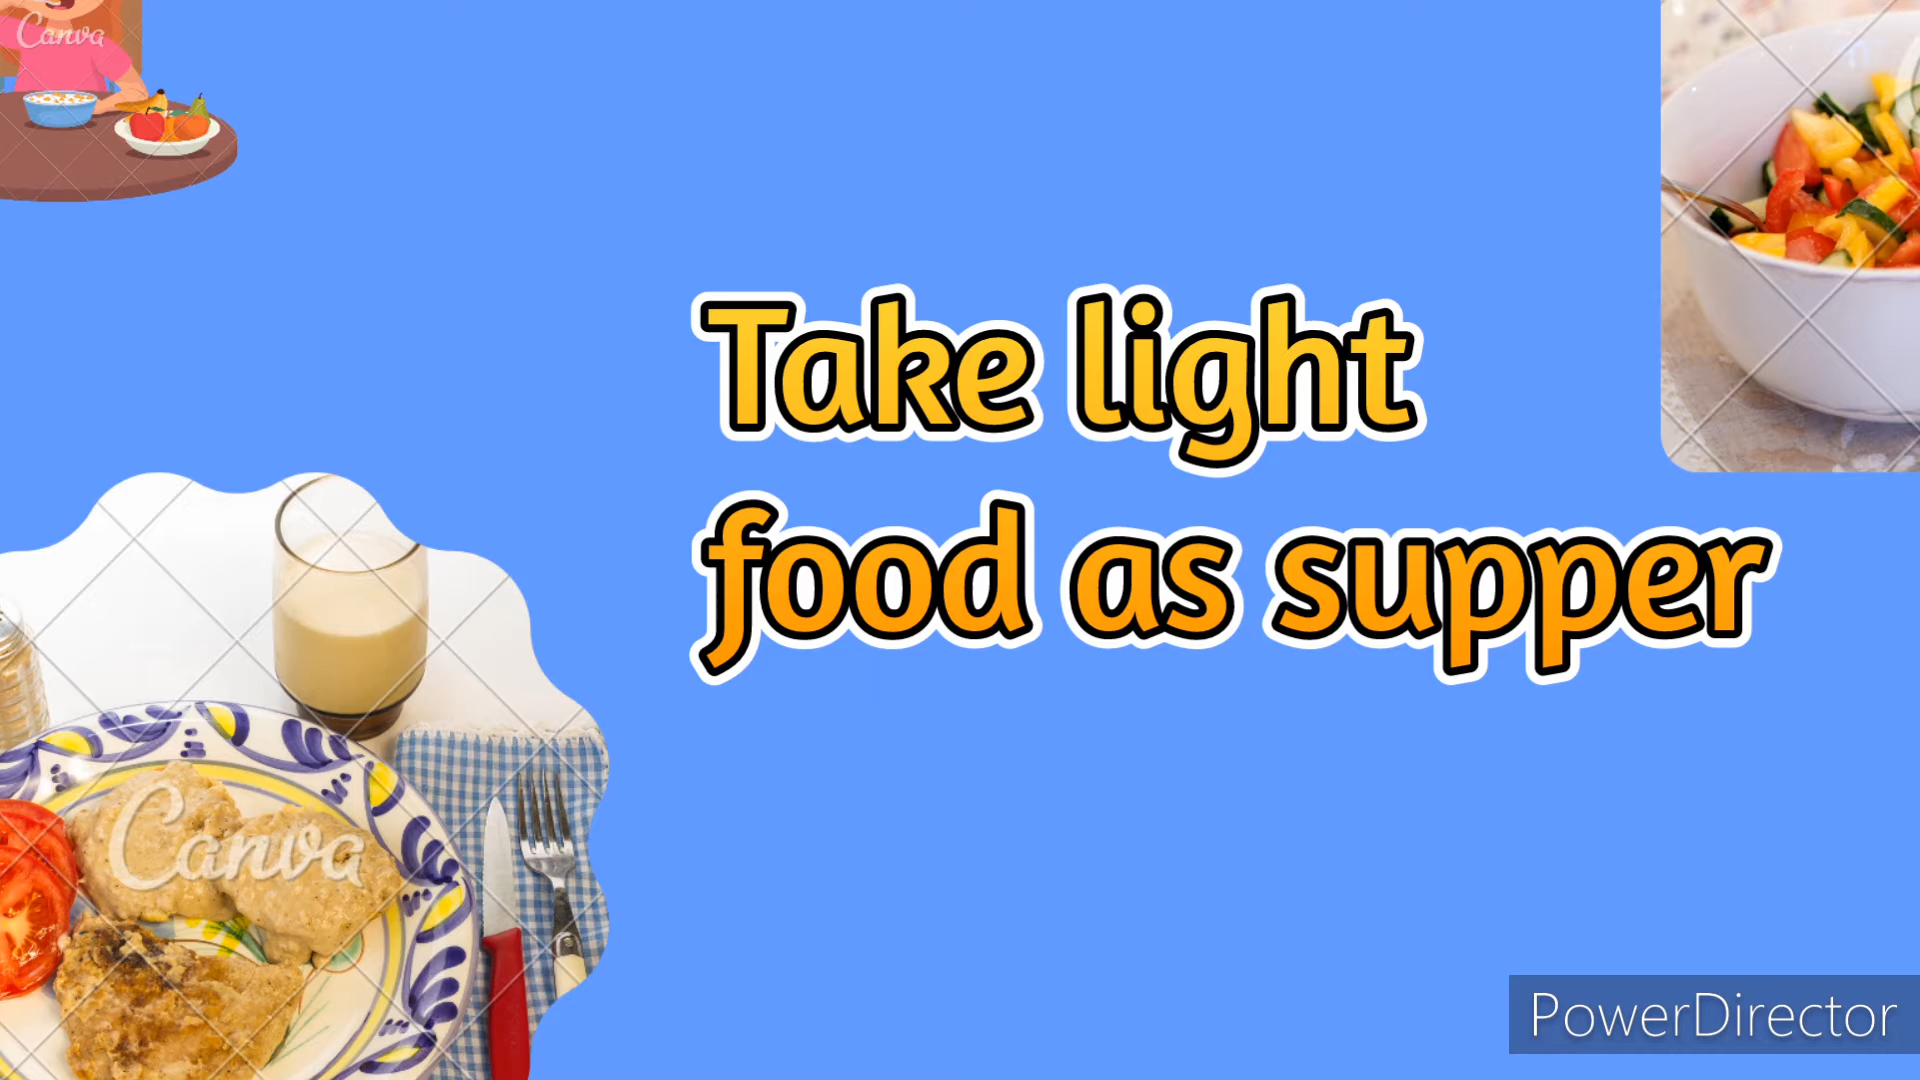 Canva
Take light
food as supper
Canva
PowerDirector